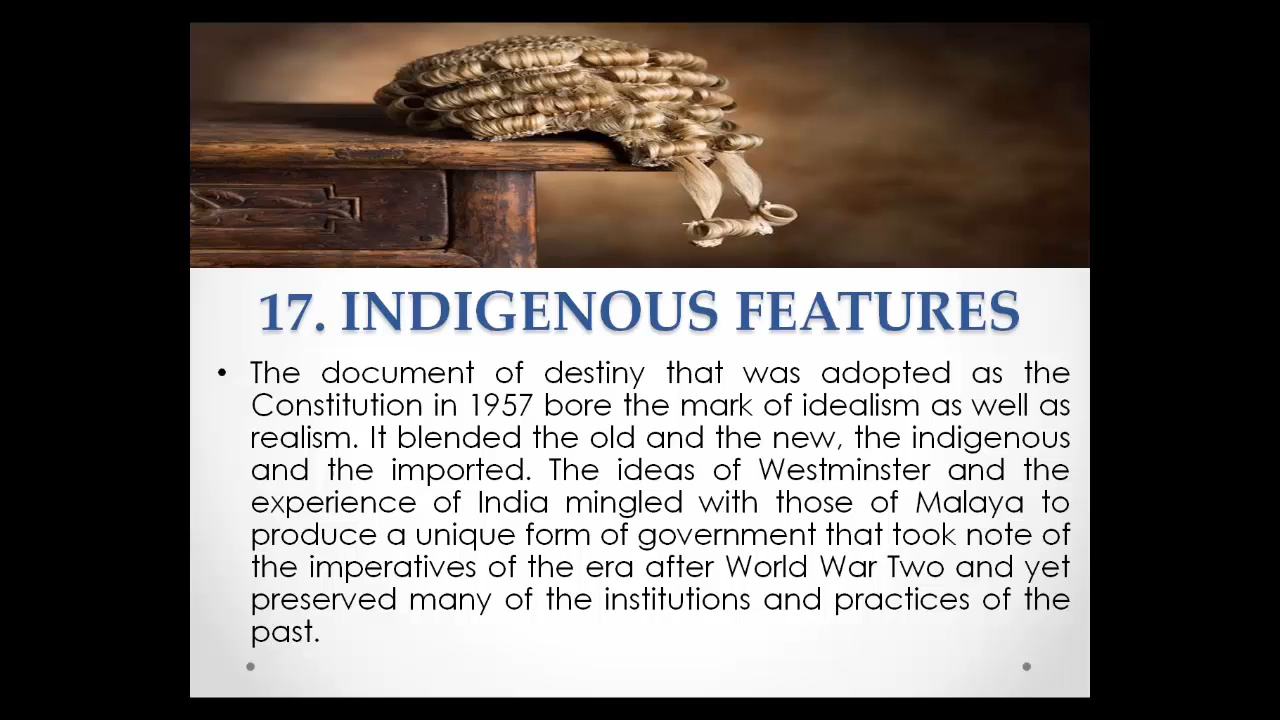 17. INDIGENOUS FEATURES
• The document of destiny that was adopted as the
Constitution in 1957 bore the mark of idealism as well as
realism. It blended the old and the new, the indigenous
and the imported. The ideas of Westminster and the
experience of India mingled with those of Malaya to
produce a unique form of government that took note of
the imperatives of the era after World War Two and yet
preserved many of the institutions and practices of the
past.